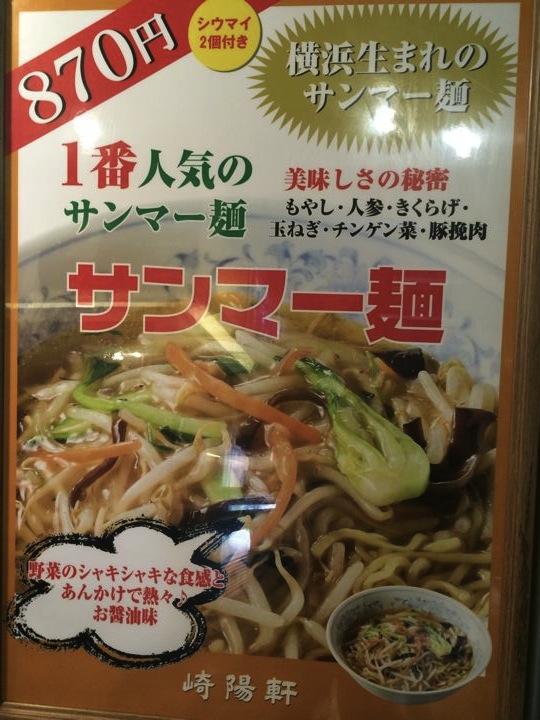 870円
シウマイ
2個付き
横浜生まれの
サンマー麺
1番人気の
サンマー麺
美味しさの秘密
もやし・人参・きくらげ・
玉ねぎ・チンゲン菜・豚挽肉
サンマー麺
野菜のシャキシャキな食感と
あんかけで熱々♪
お醤油味
崎陽軒